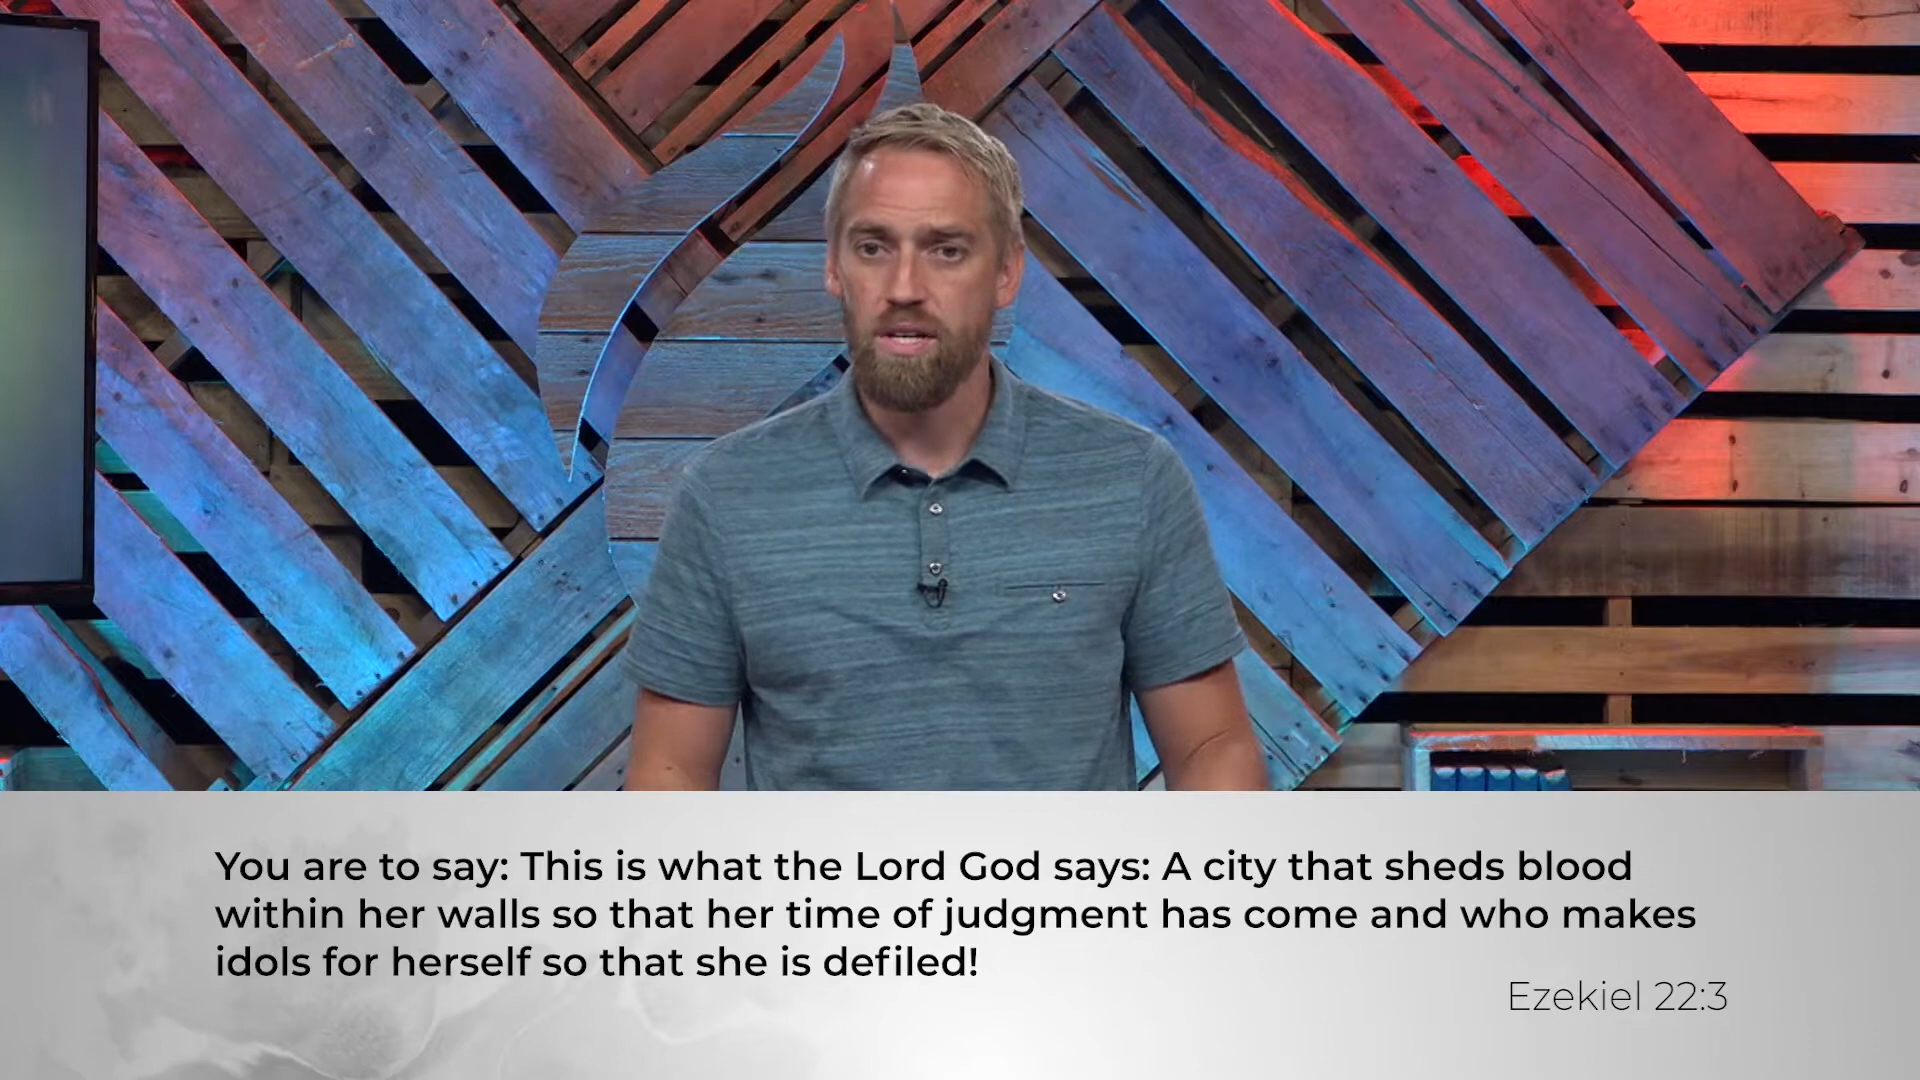 You are to say: This is what the Lord God says: A city that sheds blood
within her walls so that her time of judgment has come and who makes
idols for herself so that she is defiled!
Ezekiel 22:3